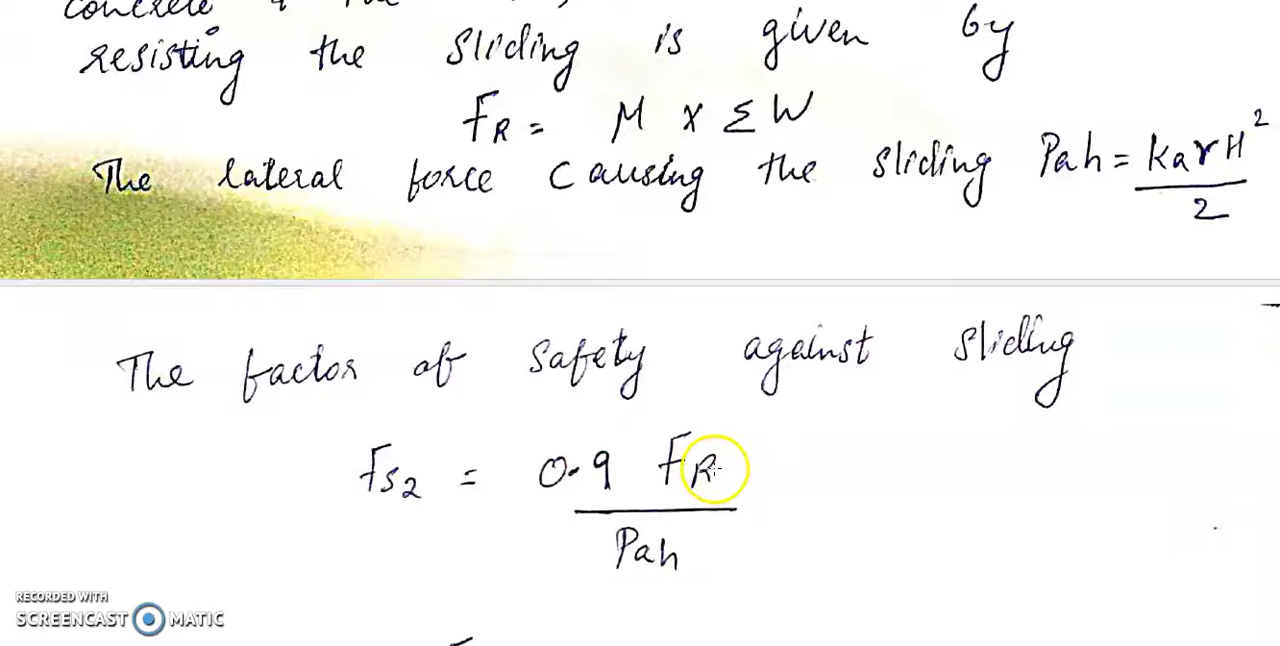 concrete
resisting the sliding is given by
FR = μ x Σ W
The lateral force causing the sliding Pah = kaγH²/2
The factor of safety against sliding
Fs2 = 0.9 FR/Pah
RECORDED WITH
SCREENCAST MATIC